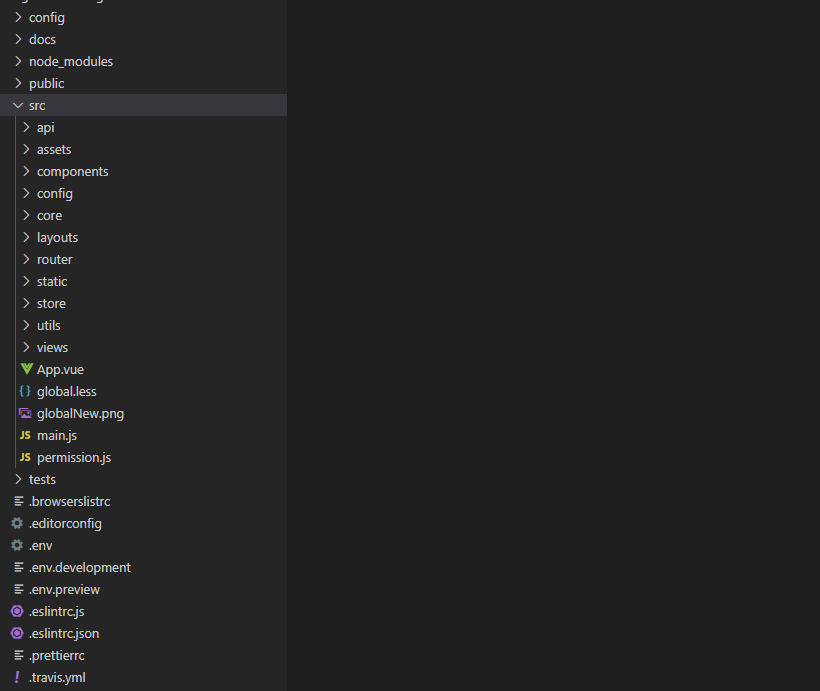 config
docs
node_modules
public
src
api
assets
components
config
core
layouts
router
static
store
utils
views
App.vue
{} global.less
globalNew.png
JS main.js
JS permission.js
tests
.browserslistrc
.editorconfig
.env
.env.development
.env.preview
.eslintrc.js
.eslintrc.json
.prettierrc
! .travis.yml